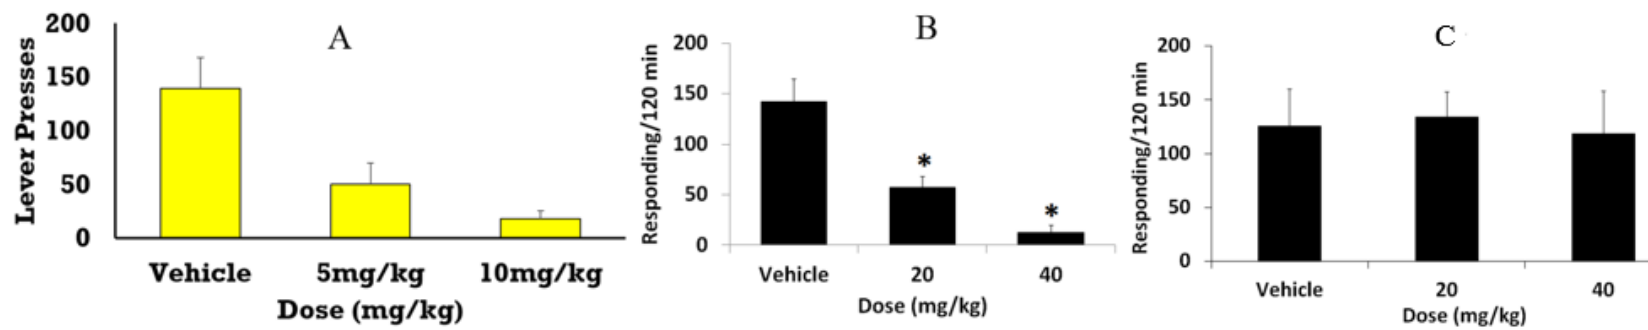 A
Lever Presses
200
150
100
50
0
Vehicle 5mg/kg 10mg/kg
Dose (mg/kg)
B
Responding/120 min
200
150
100
50
0
*
*
Vehicle 20 40
Dose (mg/kg)
C
Responding/120 min
200
150
100
50
0
Vehicle 20 40
Dose (mg/kg)